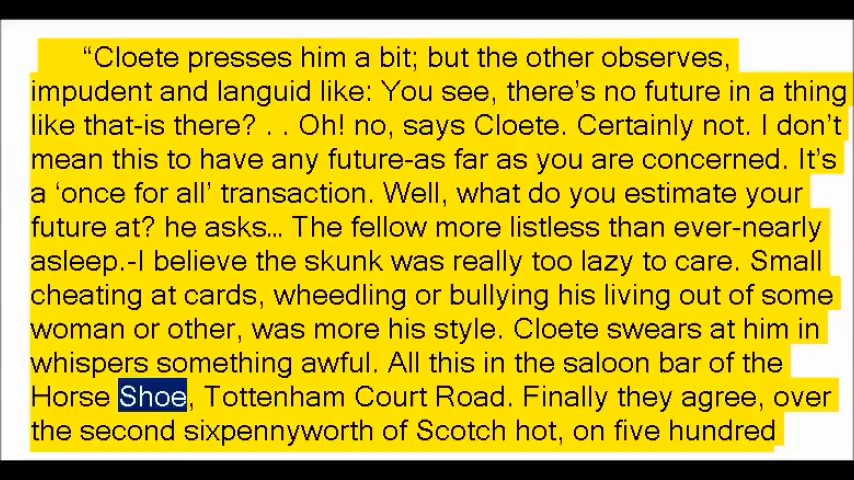 “Cloete presses him a bit; but the other observes,
impudent and languid like: You see, there’s no future in a thing
like that-is there? . . Oh! no, says Cloete. Certainly not. I don’t
mean this to have any future-as far as you are concerned. It’s
a ‘once for all’ transaction. Well, what do you estimate your
future at? he asks... The fellow more listless than ever-nearly
asleep.-I believe the skunk was really too lazy to care. Small
cheating at cards, wheedling or bullying his living out of some
woman or other, was more his style. Cloete swears at him in
whispers something awful. All this in the saloon bar of the
Horse Shoe, Tottenham Court Road. Finally they agree, over
the second sixpennyworth of Scotch hot, on five hundred